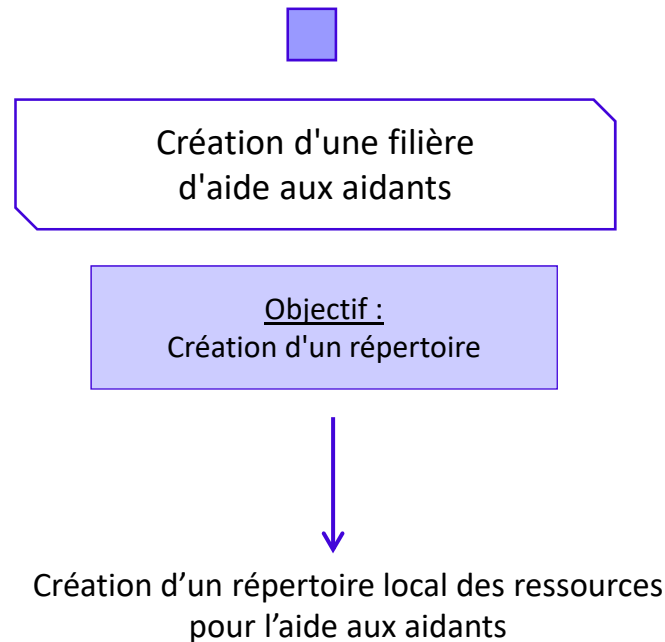 Création d'une filière
d'aide aux aidants
Objectif :
Création d'un répertoire
Création d’un répertoire local des ressources
pour l’aide aux aidants